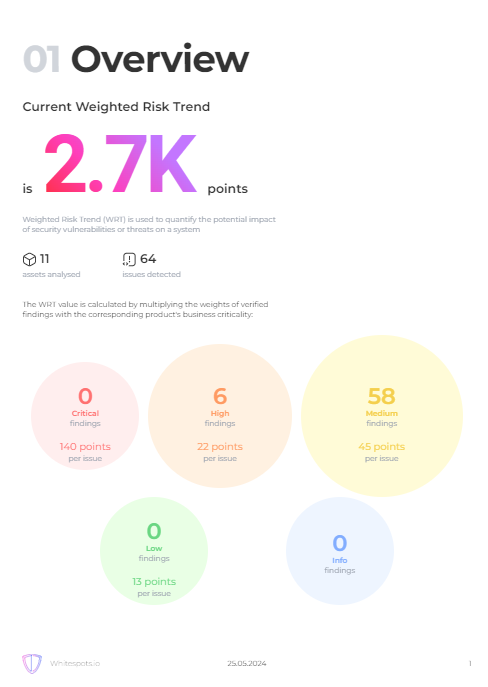 01 Overview
Current Weighted Risk Trend
is 2.7K points
Weighted Risk Trend (WRT) is used to quantify the potential impact
of security vulnerabilities or threats on a system
11 64
assets analysed issues detected
The WRT value is calculated by multiplying the weights of verified
findings with the corresponding product's business criticality:
0
Critical
findings
140 points
per issue
6
High
findings
22 points
per issue
58
Medium
findings
45 points
per issue
0
Low
findings
13 points
per issue
0
Info
findings
Whitespots.io 25.05.2024 1